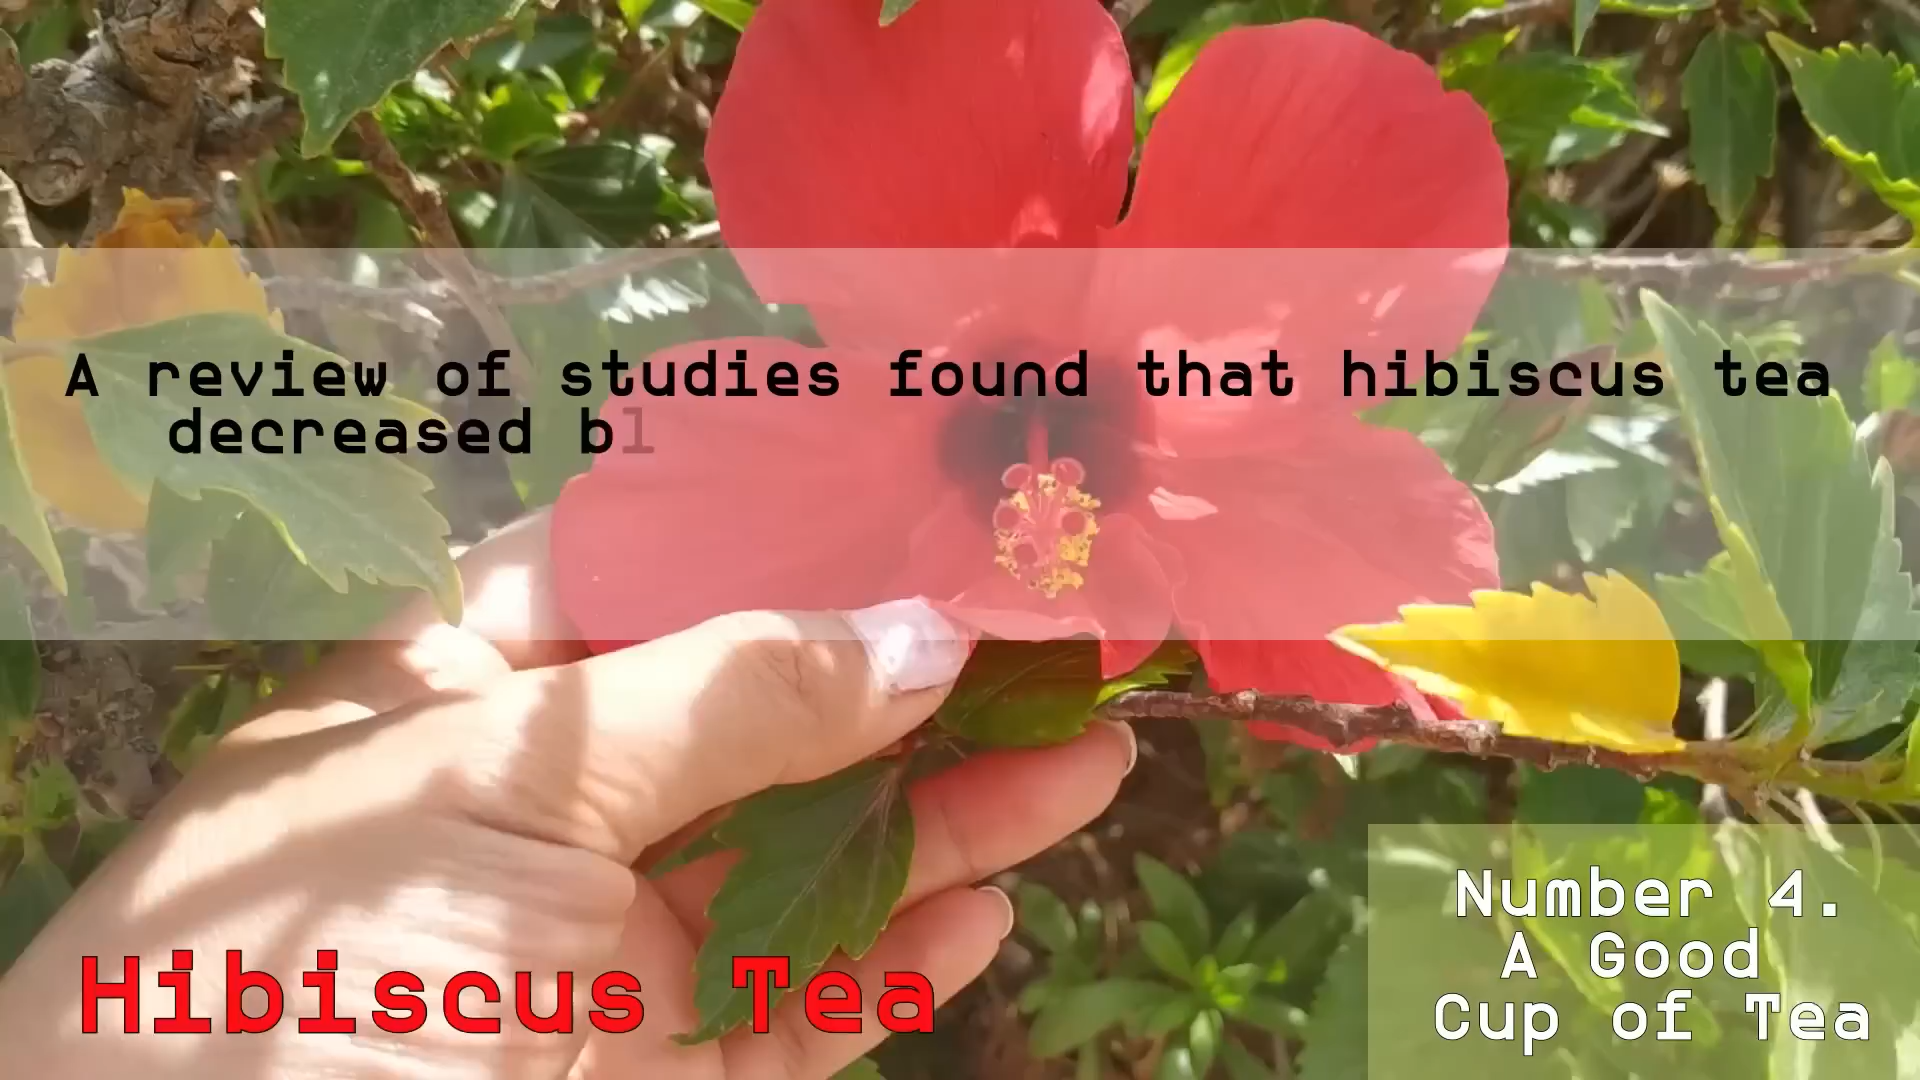 A review of studies found that hibiscus tea
decreased bl
Hibiscus Tea
Number 4.
A Good
Cup of Tea